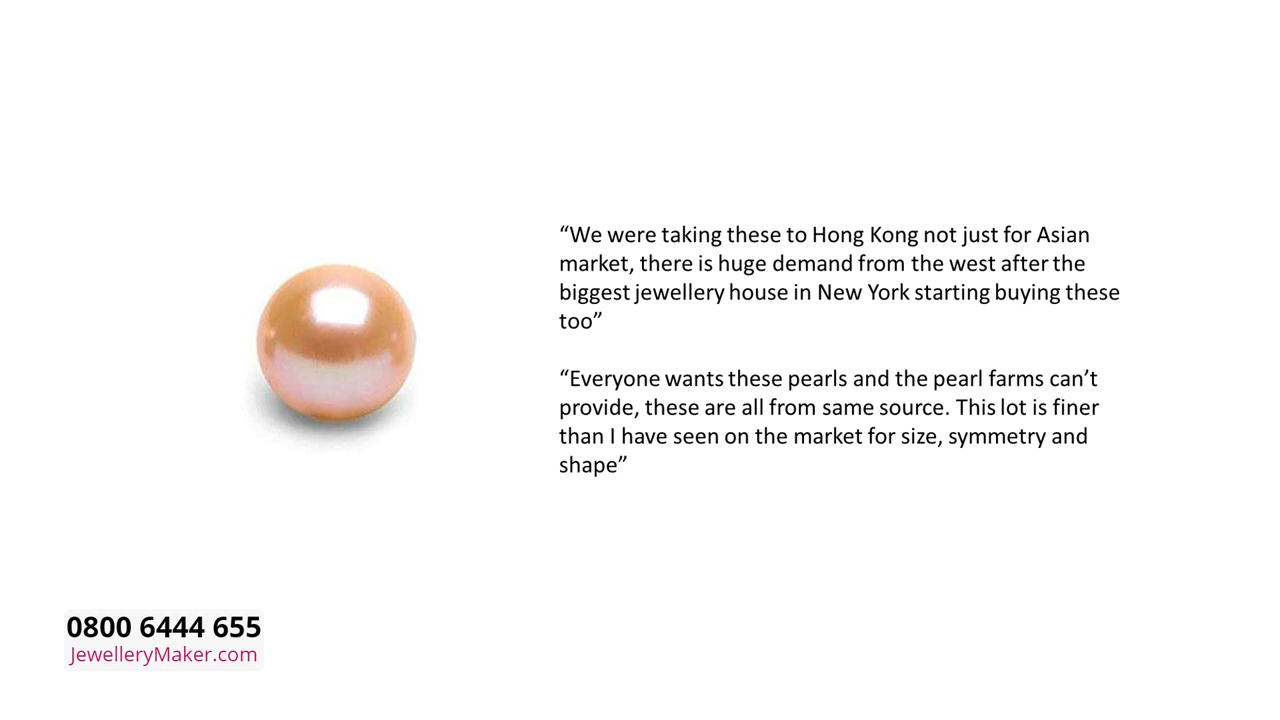 “We were taking these to Hong Kong not just for Asian
market, there is huge demand from the west after the
biggest jewellery house in New York starting buying these
too”
“Everyone wants these pearls and the pearl farms can’t
provide, these are all from same source. This lot is finer
than I have seen on the market for size, symmetry and
shape”
0800 6444 655
JewelleryMaker.com